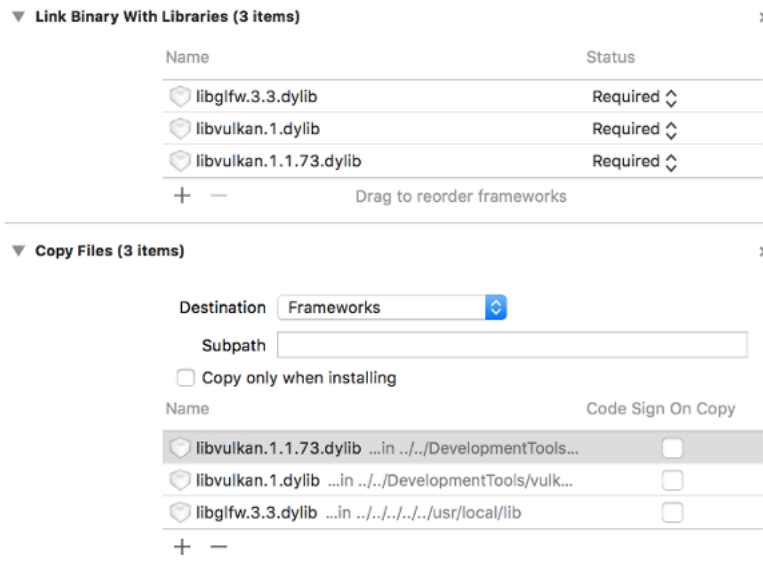 Link Binary With Libraries (3 items)
Name Status
libglfw.3.3.dylib Required
libvulkan.1.dylib Required
libvulkan.1.1.73.dylib Required
Drag to reorder frameworks
Copy Files (3 items)
Destination Frameworks
Subpath
Copy only when installing
Name Code Sign On Copy
libvulkan.1.1.73.dylib ...in ../../DevelopmentTools...
libvulkan.1.dylib ...in ../../DevelopmentTools/vulk...
libglfw.3.3.dylib ...in ../../../../../usr/local/lib